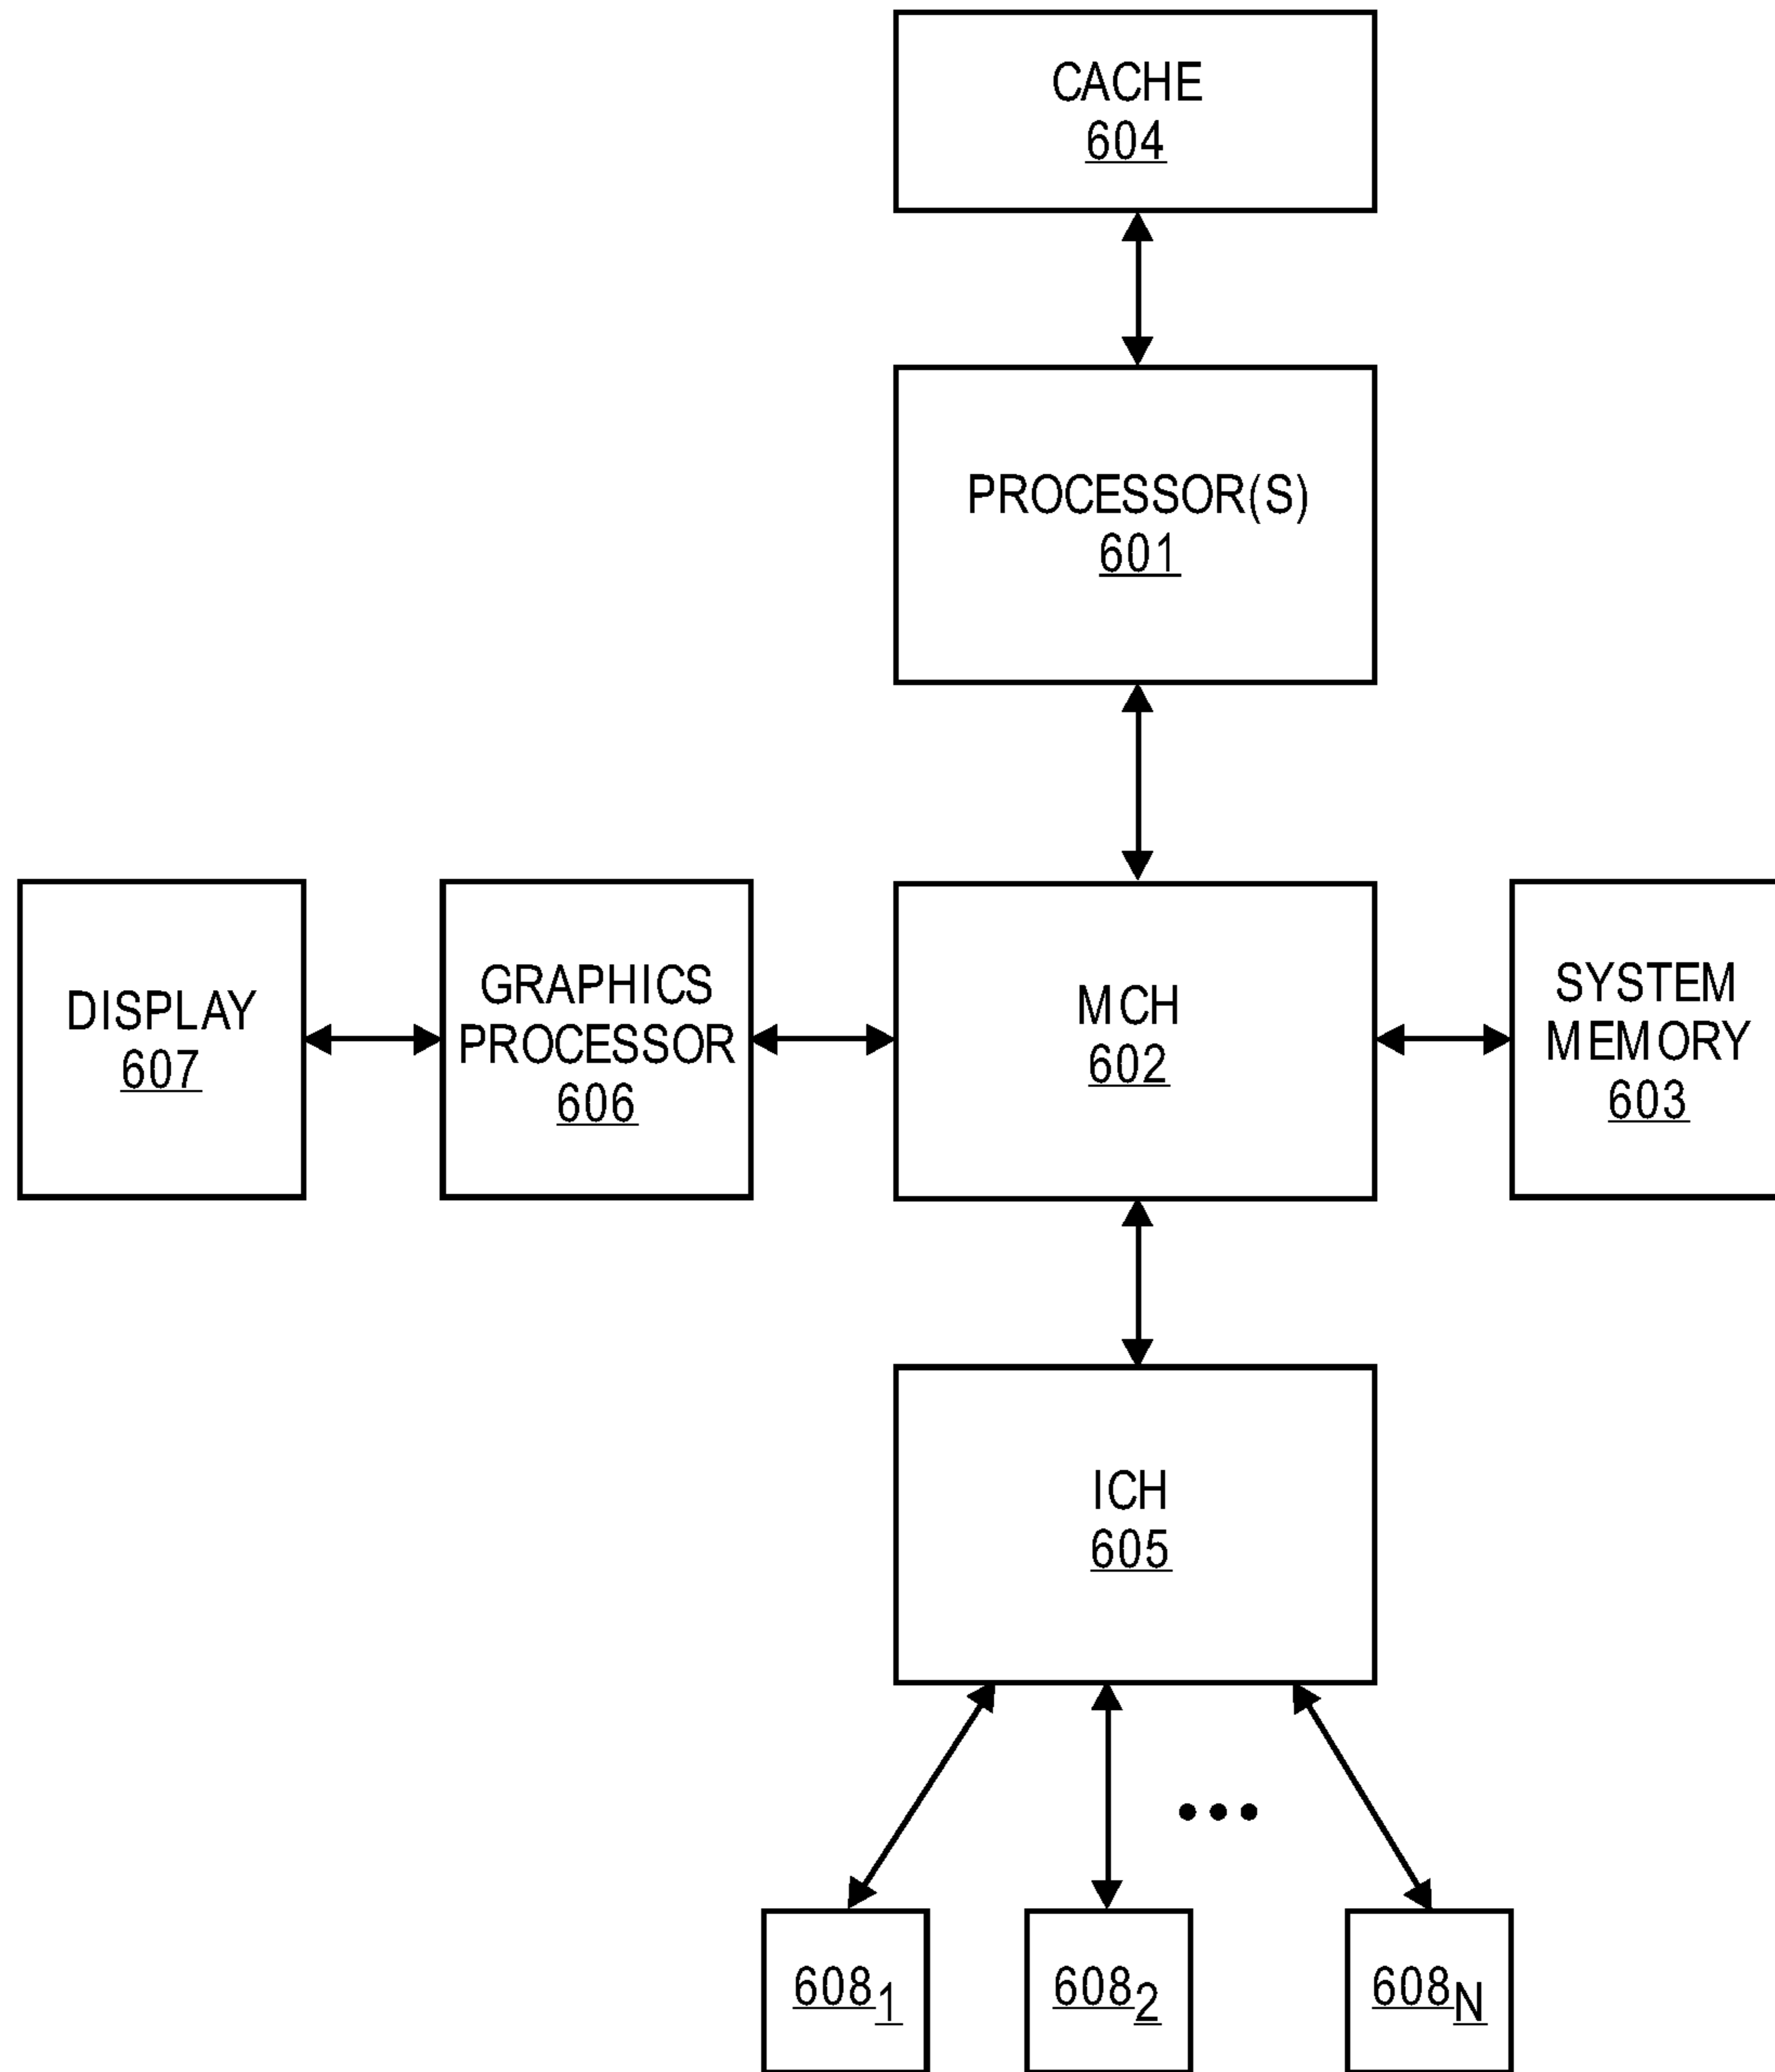 CACHE
604
PROCESSOR(S)
601
DISPLAY
607
GRAPHICS
PROCESSOR
606
MCH
602
SYSTEM
MEMORY
603
ICH
605
608₁
608₂
608N